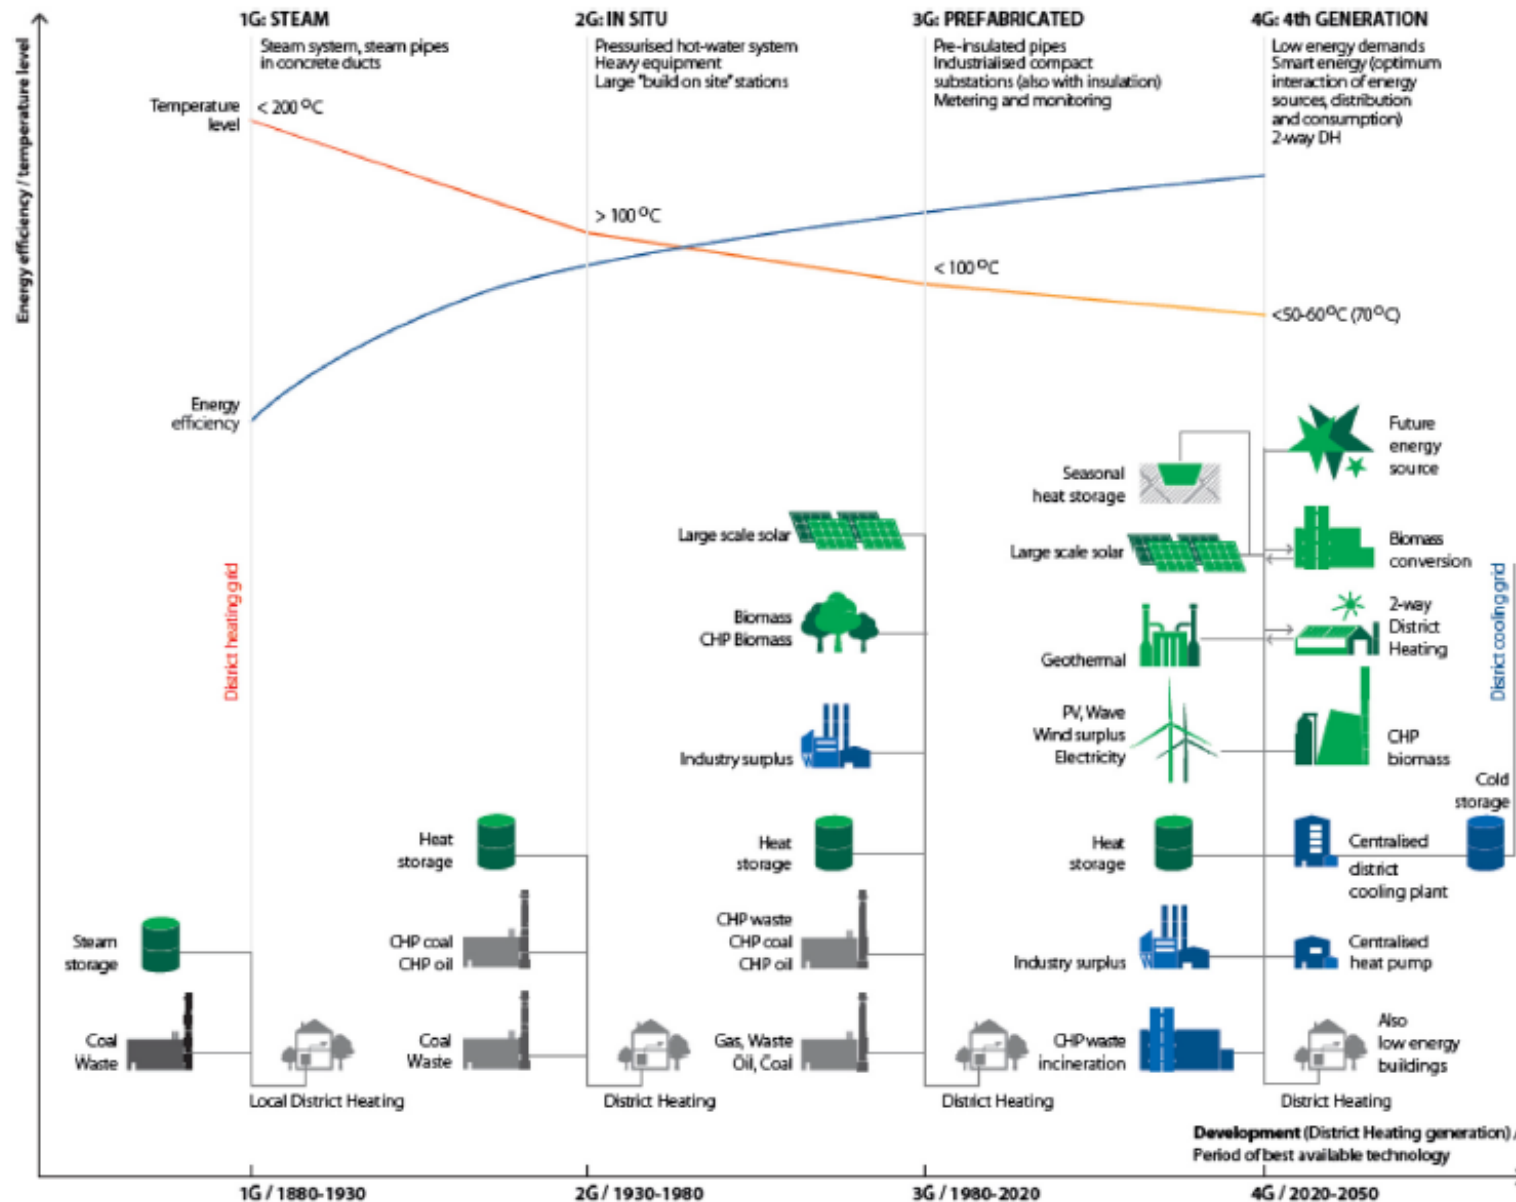 1G: STEAM
Steam system, steam pipes
in concrete ducts
2G: IN SITU
Pressurised hot-water system
Heavy equipment
Large "build on site" stations
3G: PREFABRICATED
Pre-insulated pipes
Industrialised compact
substations (also with insulation)
Metering and monitoring
4G: 4th GENERATION
Low energy demands
Smart energy (optimum
interaction of energy
sources, distribution
and consumption)
2-way DH
Energy efficiency / temperature level
Temperature
level
< 200 °C
> 100 °C
< 100 °C
<50-60°C (70°C)
Energy
efficiency
District heating grid
Steam
storage
Coal
Waste
Local District Heating
Heat
storage
CHP coal
CHP oil
Coal
Waste
District Heating
Large scale solar
Biomass
CHP Biomass
Industry surplus
Heat
storage
CHP waste
CHP coal
CHP oil
Gas, Waste
Oil, Coal
District Heating
Seasonal
heat storage
Large scale solar
Geothermal
PV, Wave
Wind surplus
Electricity
Heat
storage
Industry surplus
CHP waste
incineration
Future
energy
source
Biomass
conversion
2-way
District
Heating
CHP
biomass
Cold
storage
Centralised
district
cooling plant
Centralised
heat pump
Also
low energy
buildings
District Heating
District cooling grid
Development (District Heating generation) /
Period of best available technology
1G / 1880-1930
2G / 1930-1980
3G / 1980-2020
4G / 2020-2050